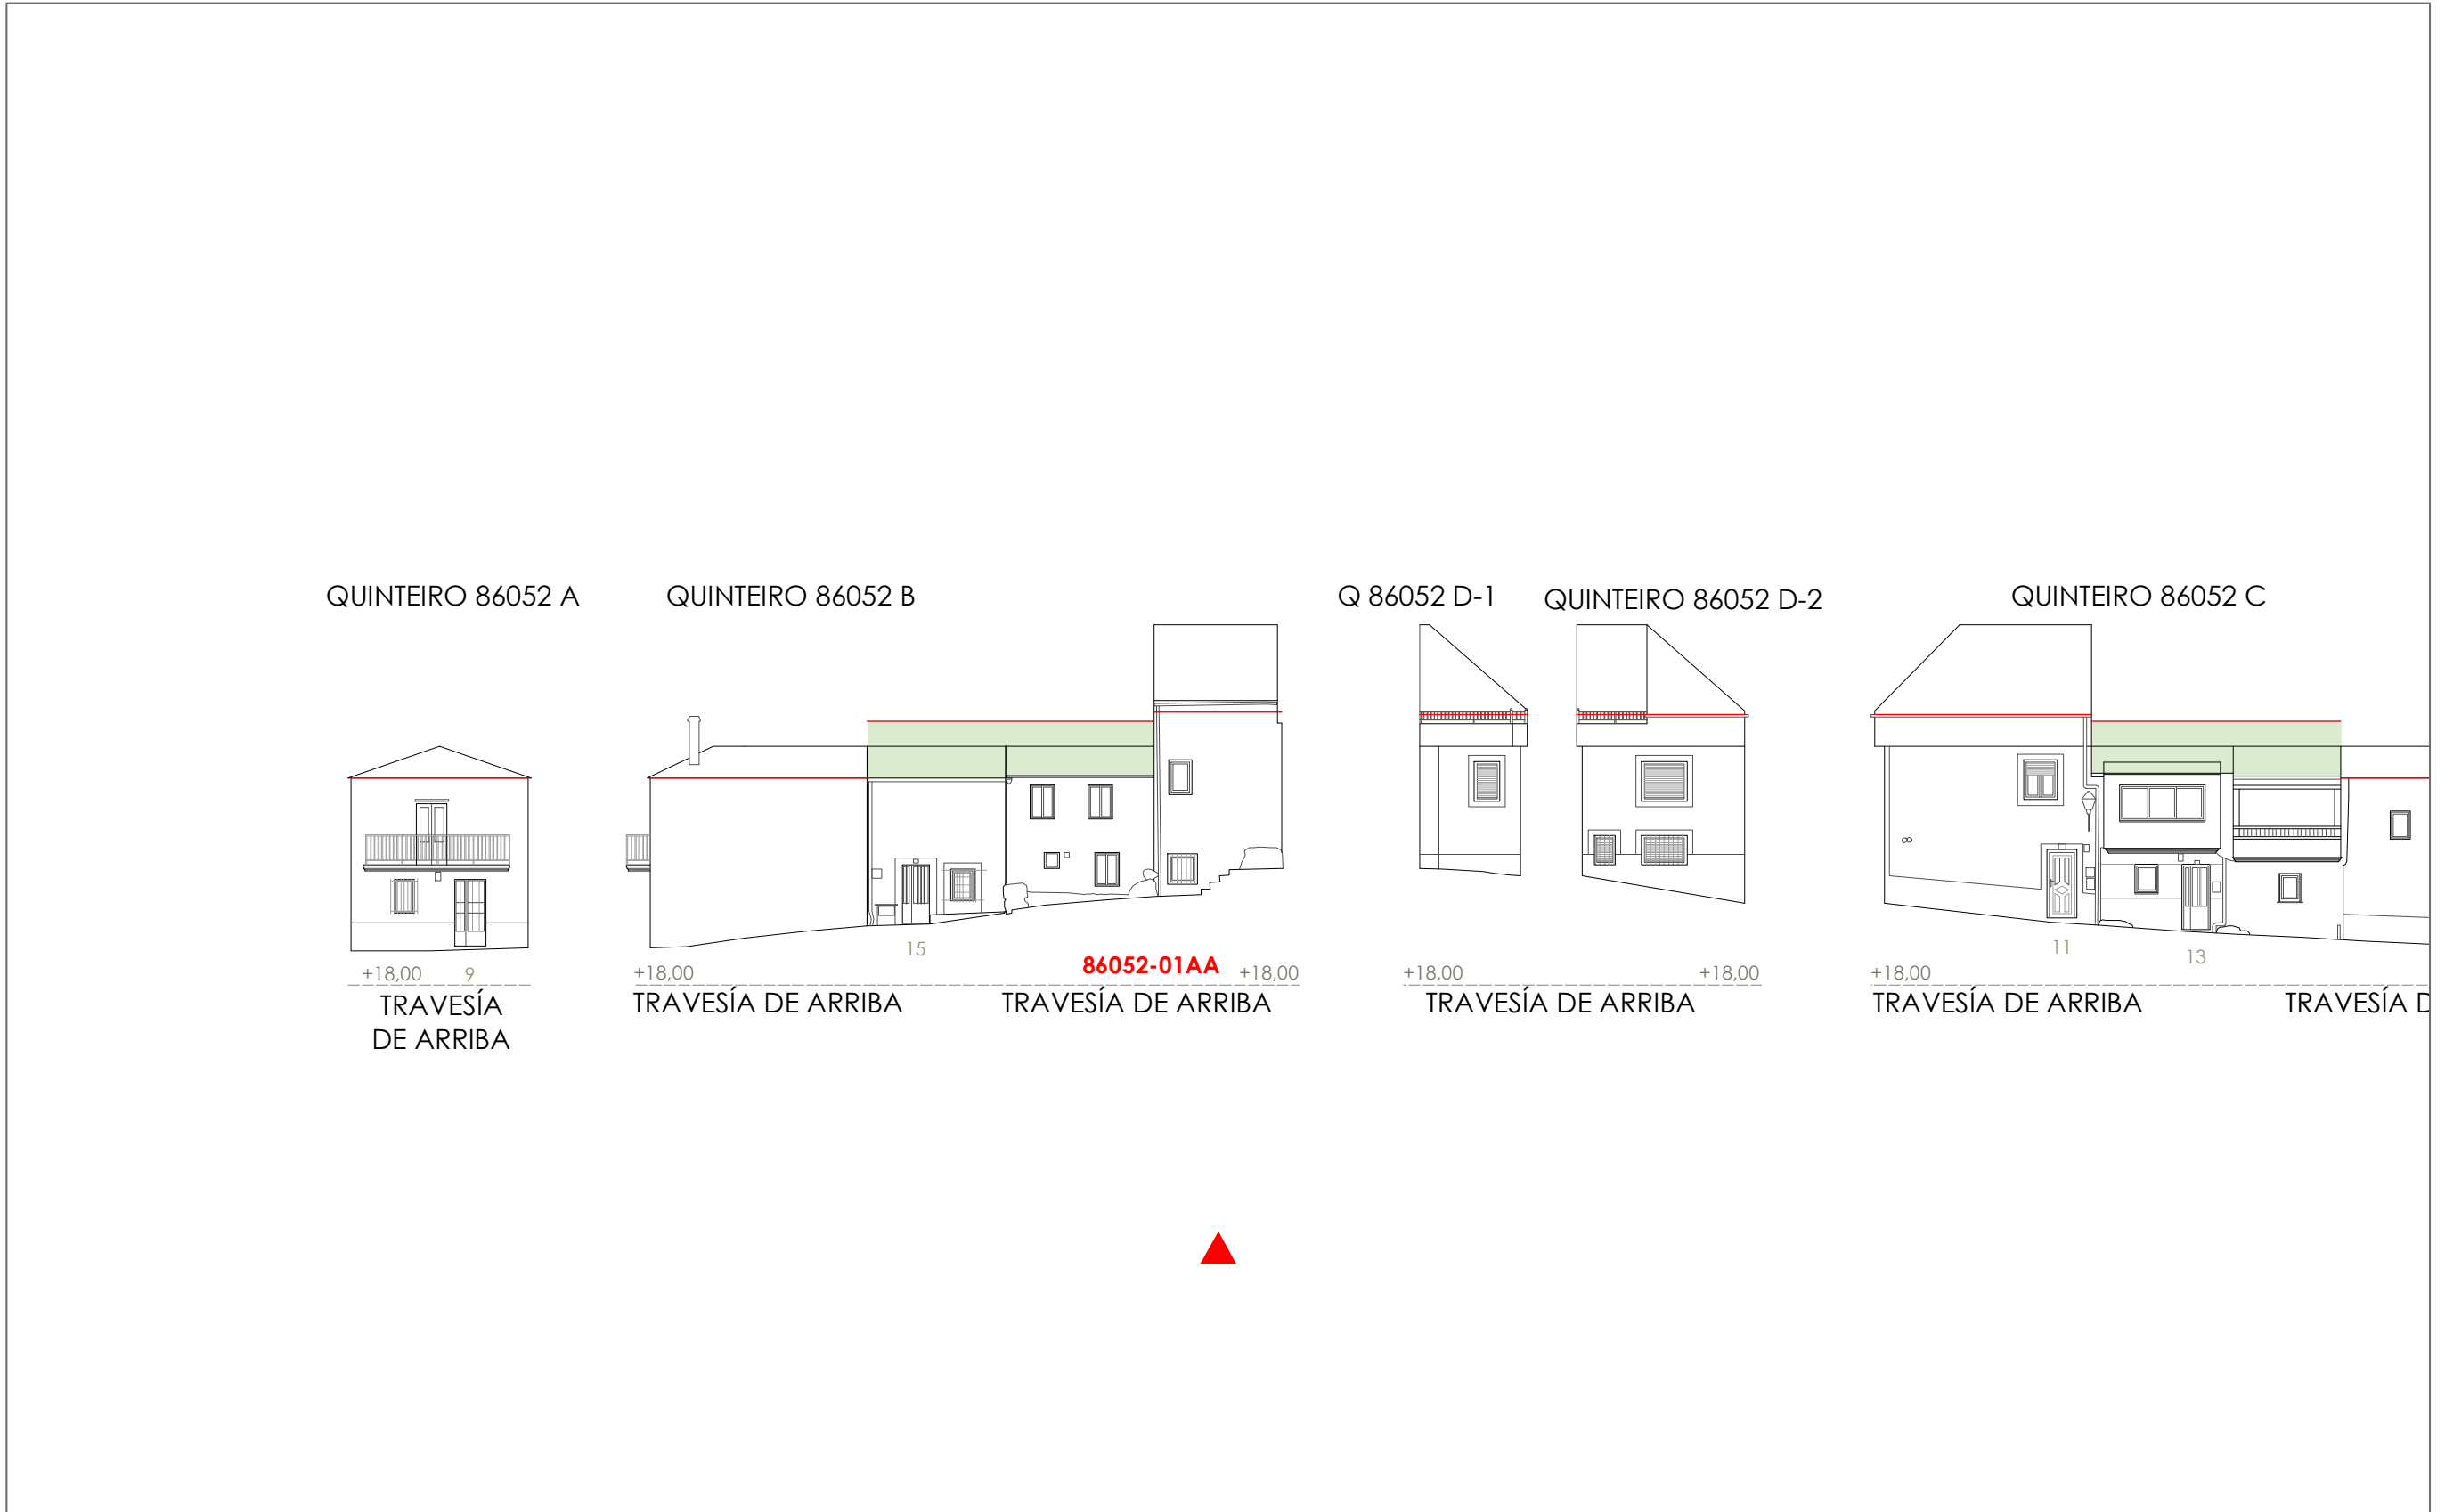 QUINTEIRO 86052 A
QUINTEIRO 86052 B
Q 86052 D-1
QUINTEIRO 86052 D-2
QUINTEIRO 86052 C
+18,00
9
TRAVESÍA
DE ARRIBA
15
+18,00
86052-01AA
+18,00
TRAVESÍA DE ARRIBA
TRAVESÍA DE ARRIBA
+18,00
+18,00
TRAVESÍA DE ARRIBA
11
13
+18,00
TRAVESÍA DE ARRIBA
TRAVESÍA